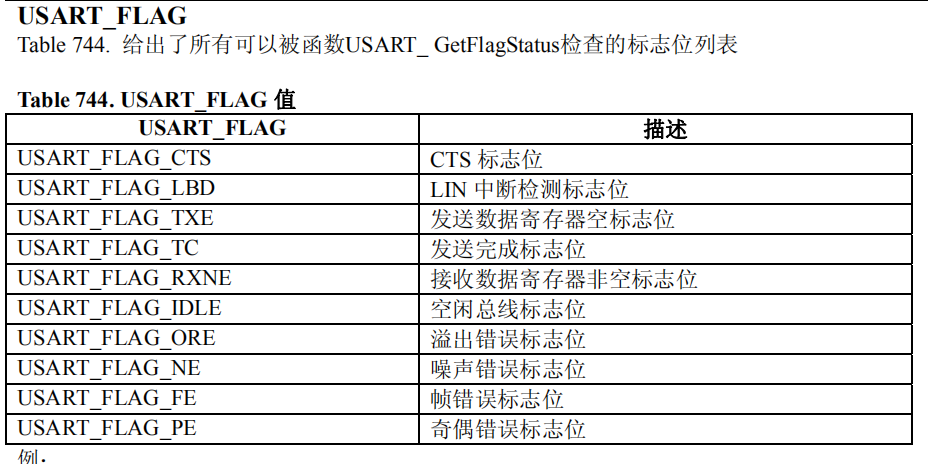 USART_FLAG
Table 744. 给出了所有可以被函数USART_ GetFlagStatus检查的标志位列表
Table 744. USART_FLAG 值
USART_FLAG 描述
USART_FLAG_CTS CTS 标志位
USART_FLAG_LBD LIN 中断检测标志位
USART_FLAG_TXE 发送数据寄存器空标志位
USART_FLAG_TC 发送完成标志位
USART_FLAG_RXNE 接收数据寄存器非空标志位
USART_FLAG_IDLE 空闲总线标志位
USART_FLAG_ORE 溢出错误标志位
USART_FLAG_NE 噪声错误标志位
USART_FLAG_FE 帧错误标志位
USART_FLAG_PE 奇偶错误标志位
例：